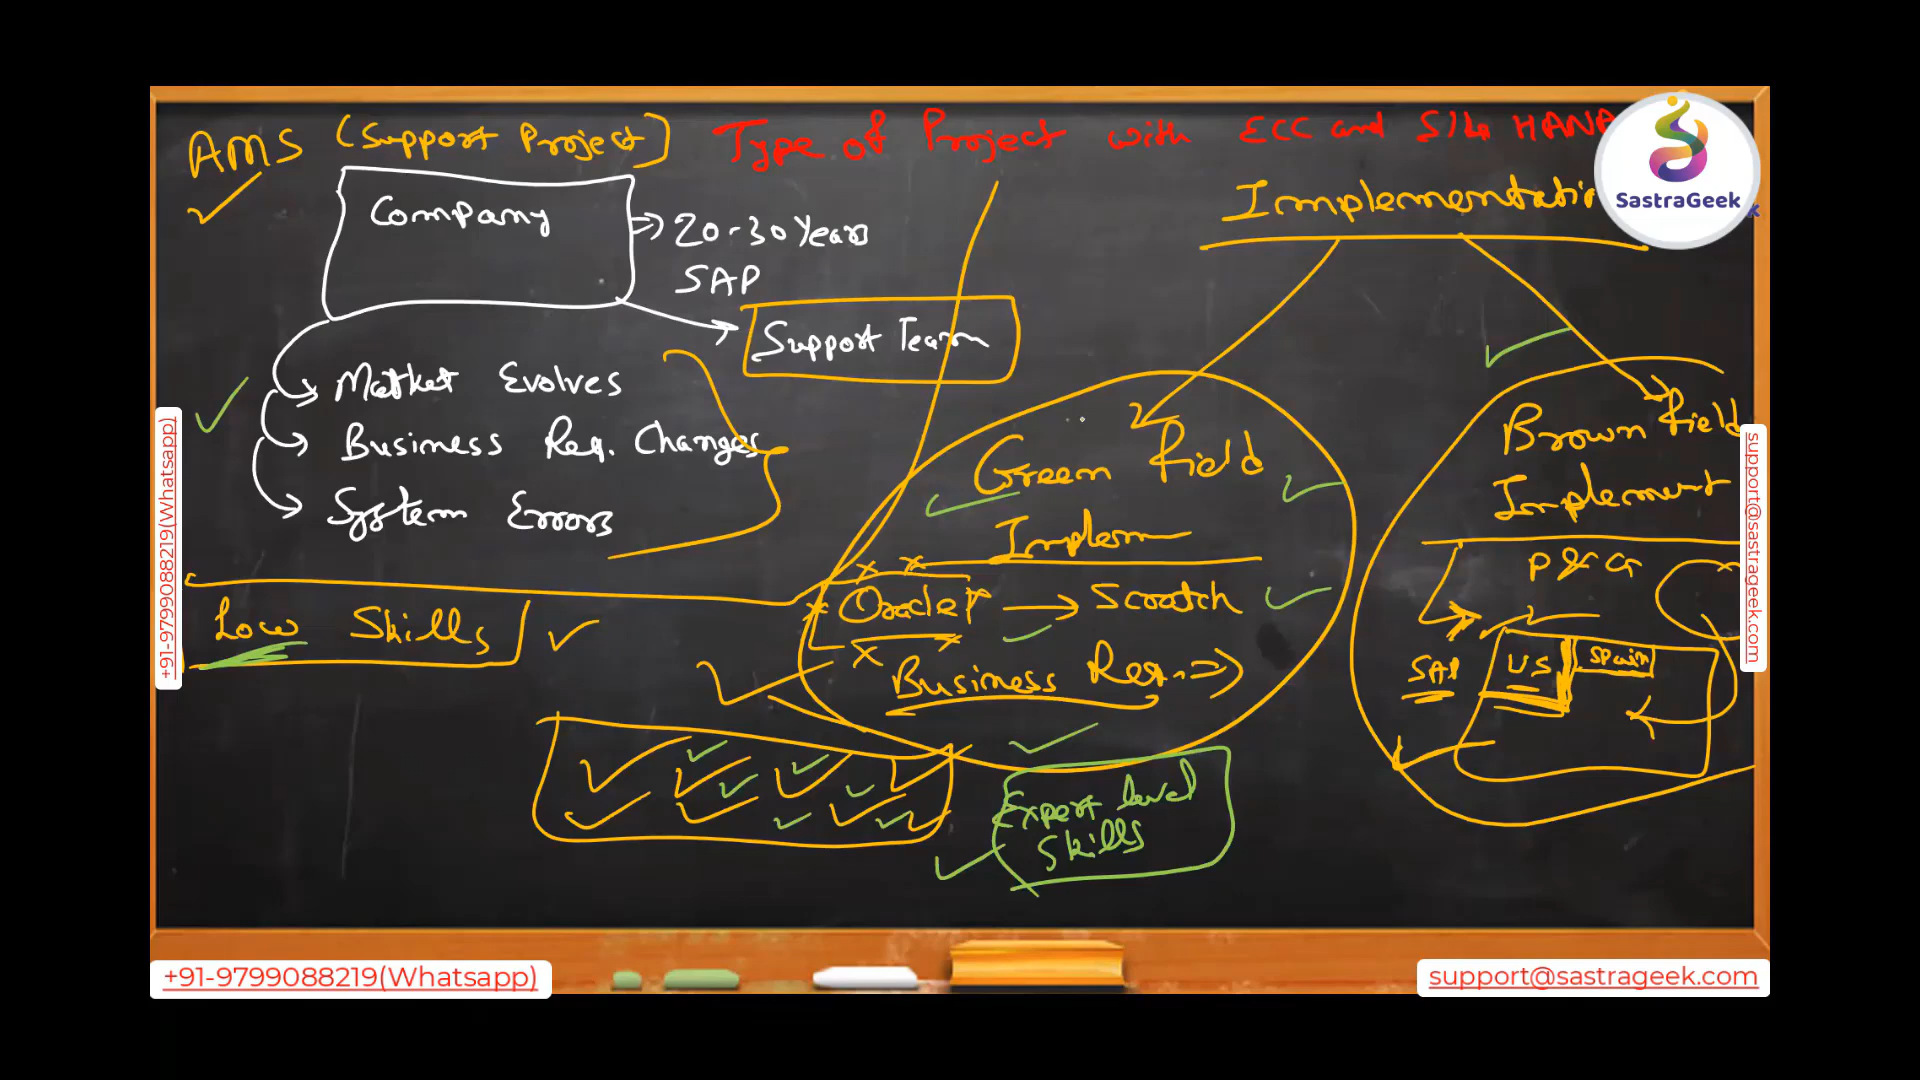 AMS (Support Project) Type of Project with ECC and S/4 HANA
SastraGeek
Company
20-30 Years
SAP
Support Team
Market Evolves
Business Req. Changes
System Errors
Low Skills
Implementatio
Green field
Implem
Oracle → Scratch
Business Req. ⇒
Expert level
Skills
Brown field
Implement
P & G
SAP US Spain
+91-9799088219(Whatsapp)
support@sastrageek.com
+91-9799088219(Whatsapp)
support@sastrageek.com